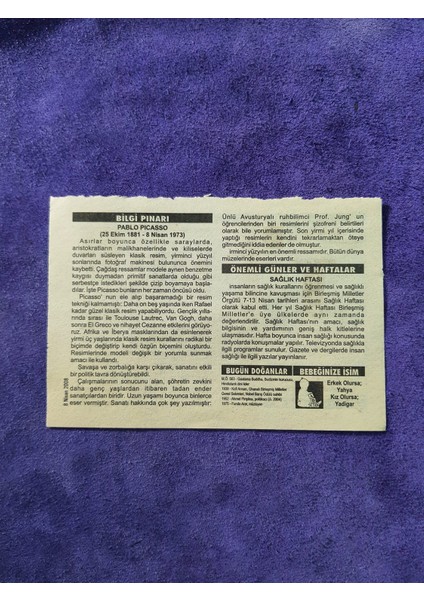 BİLGİ PINARI
PABLO PICASSO
(25 Ekim 1881 - 8 Nisan 1973)
Asırlar boyunca özellikle saraylarda,
aristokratların malikhanelerinde ve kiliselerde
duvarları süsleyen klasik resim, yirminci yüzyıl
sonlarında fotoğraf makinesi bulununca önemini
kaybetti. Çağdaş ressamlar modele aynen benzetme
kaygısı duymadan primitif sanatlarda olduğu gibi
serbestçe istedikleri şekilde çizip boyamaya başla-
dılar. İşte Picasso bunların en öncüsü oldu.
Picasso' nun ele alıp başaramadığı bir resim
tekniği olmamıştır. Daha on beş yaşında iken Rafael
kadar güzel klasik resim yapabiliyordu. Gençlik yılla-
rında sırası ile Toulouse Lautrec, Van Gogh, daha
sonra El Greco ve nihayet Cezanne etkilerini görüyo-
ruz. Afrika ve İberya masklarından da esinlenerek
yirmi üç yaşlarında klasik resim kurallarını radikal bir
biçimde değiştirip kendi özgün biçemini oluşturdu.
Resimlerinde modeli değişik bir yorumla sunmak
amacı ile kullandı.
Savaşa ve zorbalığa karşı çıkarak, sanatını etkili
bir politik tavra dönüştürebildi.
Çalışmalarının sonucunu alan, şöhretin zevkini
daha genç yaşlardan itibaren tadan ender
sanatçılardan biridir. Uzun yaşamı boyunca binlerce
eser vermiştir. Sanatı hakkında çok şey yazılmıştır:
8 Nisan 2008
Ünlü Avusturyalı ruhbilimci Prof. Jung' un
öğrencilerinden biri resimlerini şizofreni belirtileri
olarak bile yorumlamıştır. Son yirmi yıl içerisinde
yaptığı resimlerin kendini tekrarlamaktan öteye
gitmediğini iddia edenler de olmuştur.
irminci yüzyılın en önemli ressamıdır. Bütün dünya
müzelerinde eserleri vardır.
ÖNEMLİ GÜNLER VE HAFTALAR
SAĞLIK HAFTASI
insanların sağlık kurallarını öğrenmesi ve sağlıklı
yaşama bilincine kavuşması için Birleşmiş Milletler
Örgütü 7-13 Nisan tarihleri arasını Sağlık Haftası
olarak kabul etti. Her yıl Sağlık Haftası Birleşmiş
Milletler'e üye ülkelerde aynı zamanda
değerlendirilir. Sağlık Haftası'nın amacı, sağlık
bilgisinin ve yardımının geniş halk kitlelerine
ulaşmasıdır. Hafta boyunca insan sağlığı konusunda
radyolarda konuşmalar yapılır. Televizyonda sağlıkla
ilgili programlar sunulur. Gazete ve dergilerde insan
sağlığı ile ilgili yazılar yayınlanır.
BUGÜN DOĞANLAR
BEBEĞİNİZE İSİM
Erkek Olursa;
Yahya
Kız Olursa;
Yadigar